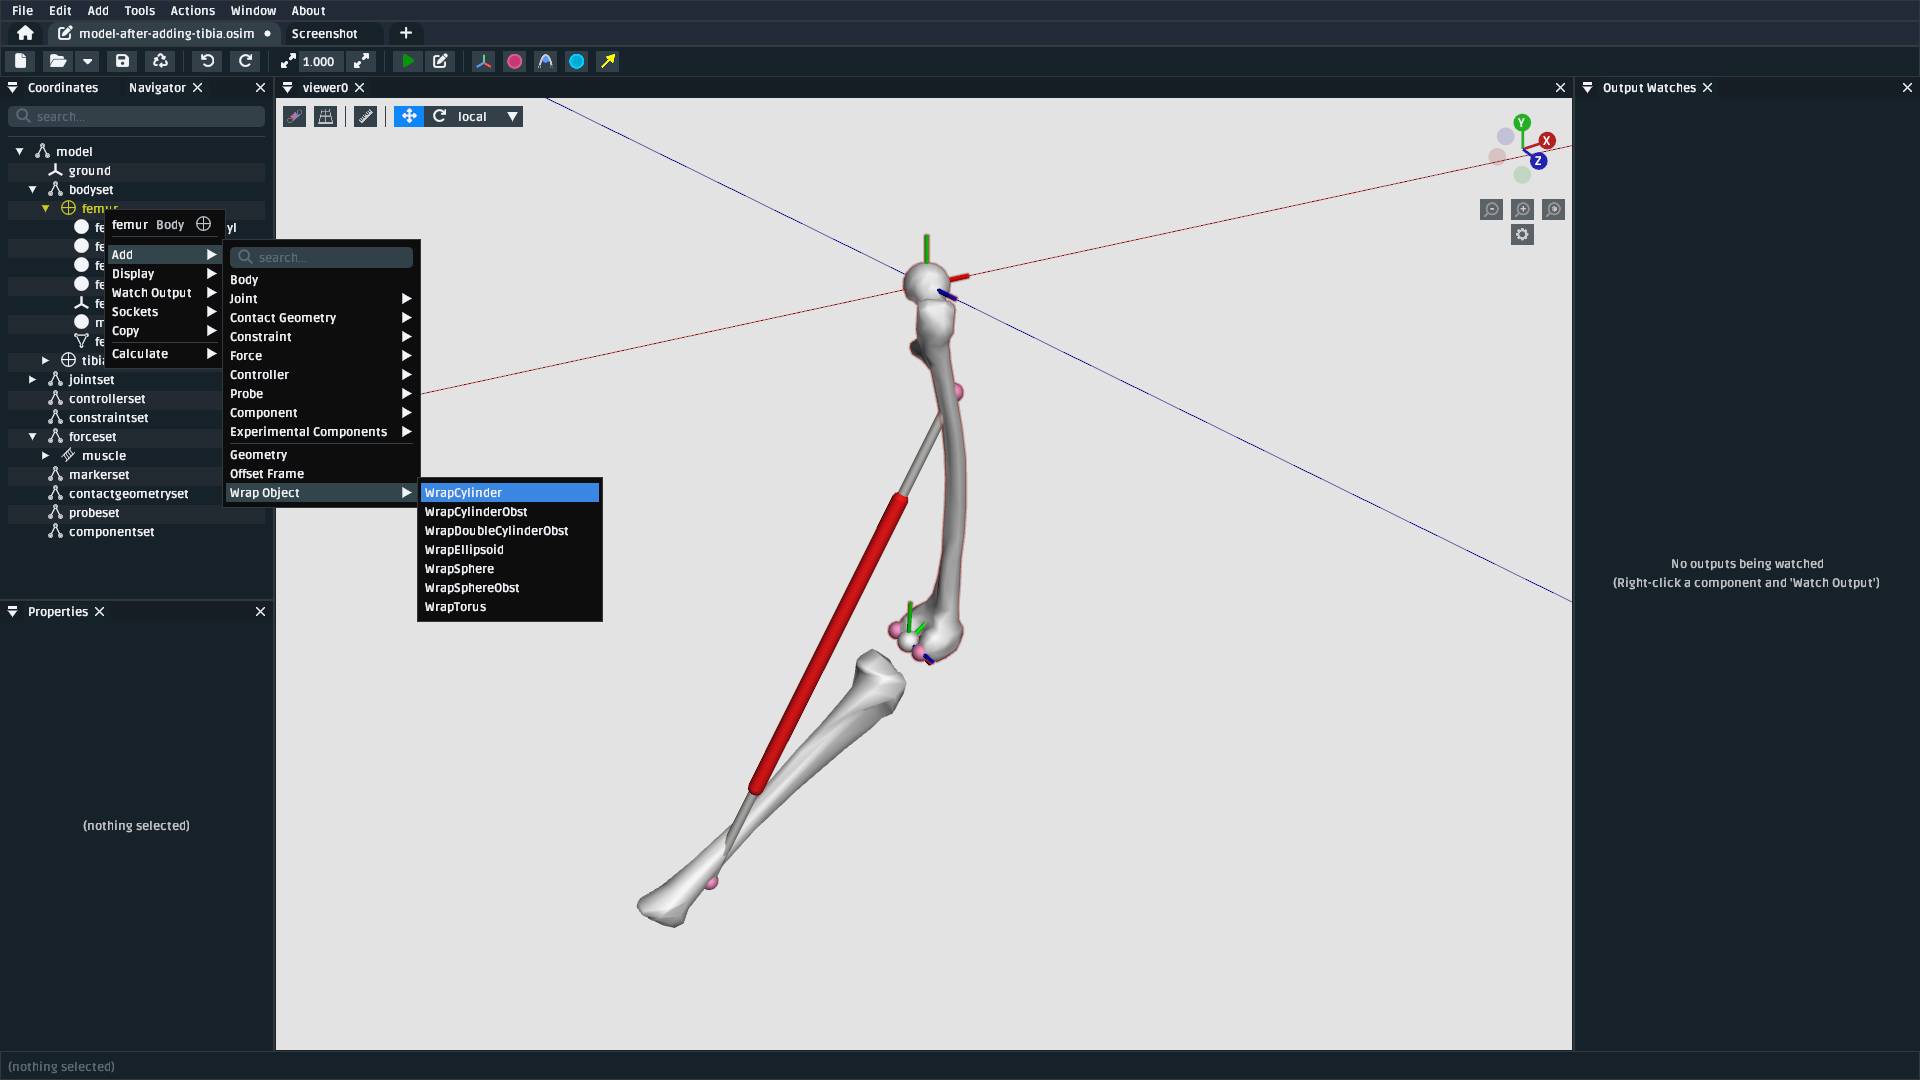 File Edit Add Tools Actions Window About
model-after-adding-tibia.osim
Screenshot
1.000
Coordinates
Navigator
viewer0
Output Watches
search...
local
Y
X
Z
model
ground
bodyset
femur
femur Body
yl
fe
Add
search...
fe
Display
Body
fe
Watch Output
Joint
fe
Sockets
Contact Geometry
fe
Copy
Constraint
m
Calculate
Force
fe
Controller
tibi
Probe
jointset
Component
controllerset
Experimental Components
constraintset
Geometry
forceset
Offset Frame
muscle
Wrap Object
markerset
WrapCylinder
contactgeometryset
WrapCylinderObst
probeset
WrapDoubleCylinderObst
componentset
WrapEllipsoid
WrapSphere
WrapSphereObst
WrapTorus
No outputs being watched
(Right-click a component and 'Watch Output')
Properties
(nothing selected)
(nothing selected)